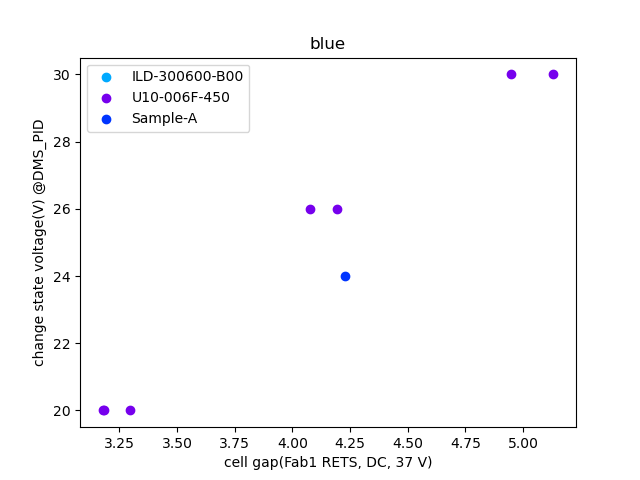 blue
ILD-300600-B00
U10-006F-450
Sample-A
30
28
26
24
22
20
change state voltage(V) @DMS_PID
3.25 3.50 3.75 4.00 4.25 4.50 4.75 5.00
cell gap(Fab1 RETS, DC, 37 V)